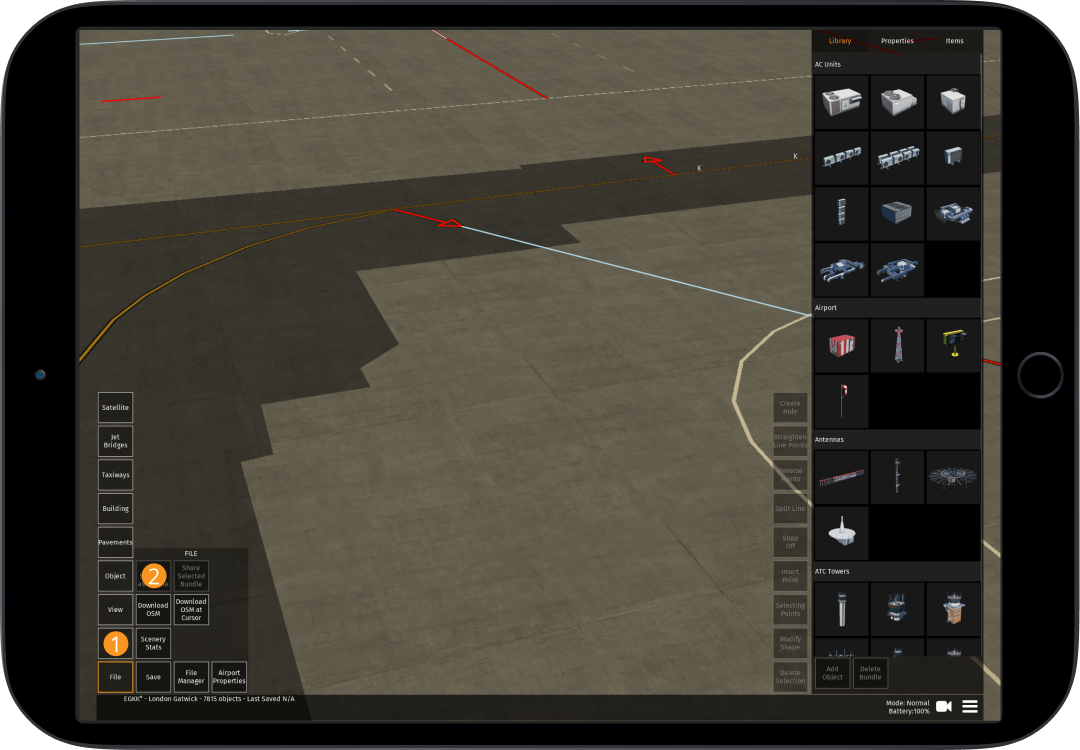 Library Properties Items
AC Units
K
K
Airport
Satellite
Create
Hole
Jet
Bridges
Straighten
Line Points
Antennas
Taxiways
Reverse
Points
Building
Split Line
Pavements
Snap
Off
FILE
ATC Towers
Object
2
Share
Selected
Bundle
Insert
Point
View
Download
OSM
Download
OSM at
Cursor
Selecting
Points
1
Scenery
Stats
Modify
Shape
File
Save
File
Manager
Airport
Properties
Delete
Selection
Add
Object
Delete
Bundle
EGKK* - London Gatwick - 7815 objects - Last Saved N/A
Mode: Normal
Battery:100%